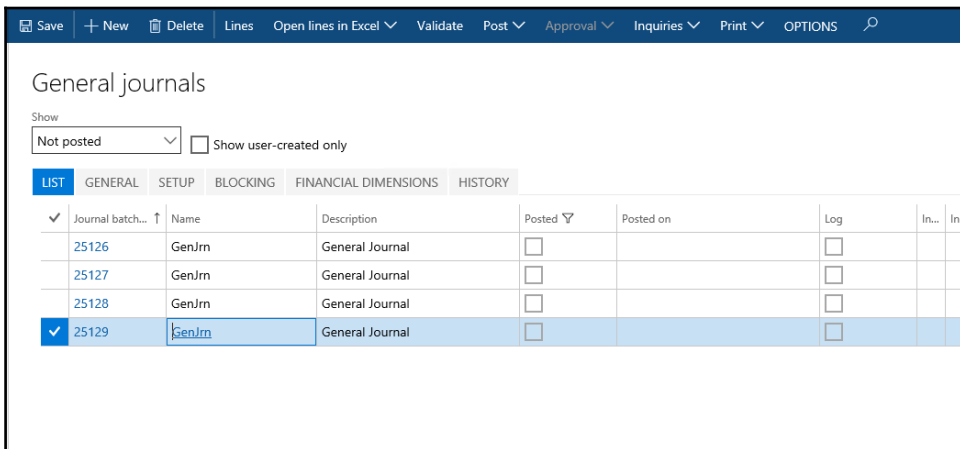 Save + New Delete Lines Open lines in Excel Validate Post Approval Inquiries Print OPTIONS
General journals
Show
Not posted Show user-created only
LIST GENERAL SETUP BLOCKING FINANCIAL DIMENSIONS HISTORY
Journal batch... ↑ Name Description Posted Posted on Log In... In
25126 GenJrn General Journal
25127 GenJrn General Journal
25128 GenJrn General Journal
25129 GenJrn General Journal